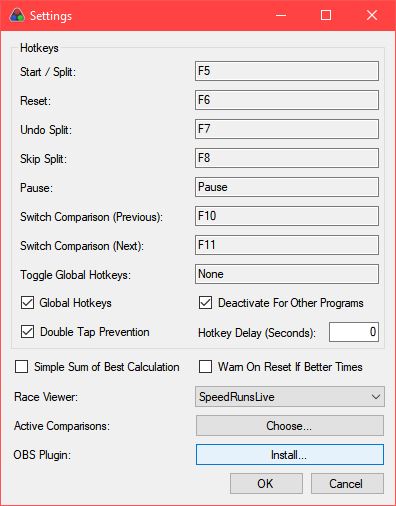 Settings
Hotkeys
Start / Split: F5
Reset: F6
Undo Split: F7
Skip Split: F8
Pause: Pause
Switch Comparison (Previous): F10
Switch Comparison (Next): F11
Toggle Global Hotkeys: None
Global Hotkeys Deactivate For Other Programs
Double Tap Prevention Hotkey Delay (Seconds): 0
Simple Sum of Best Calculation Warn On Reset If Better Times
Race Viewer: SpeedRunsLive
Active Comparisons: Choose...
OBS Plugin: Install...
OK Cancel